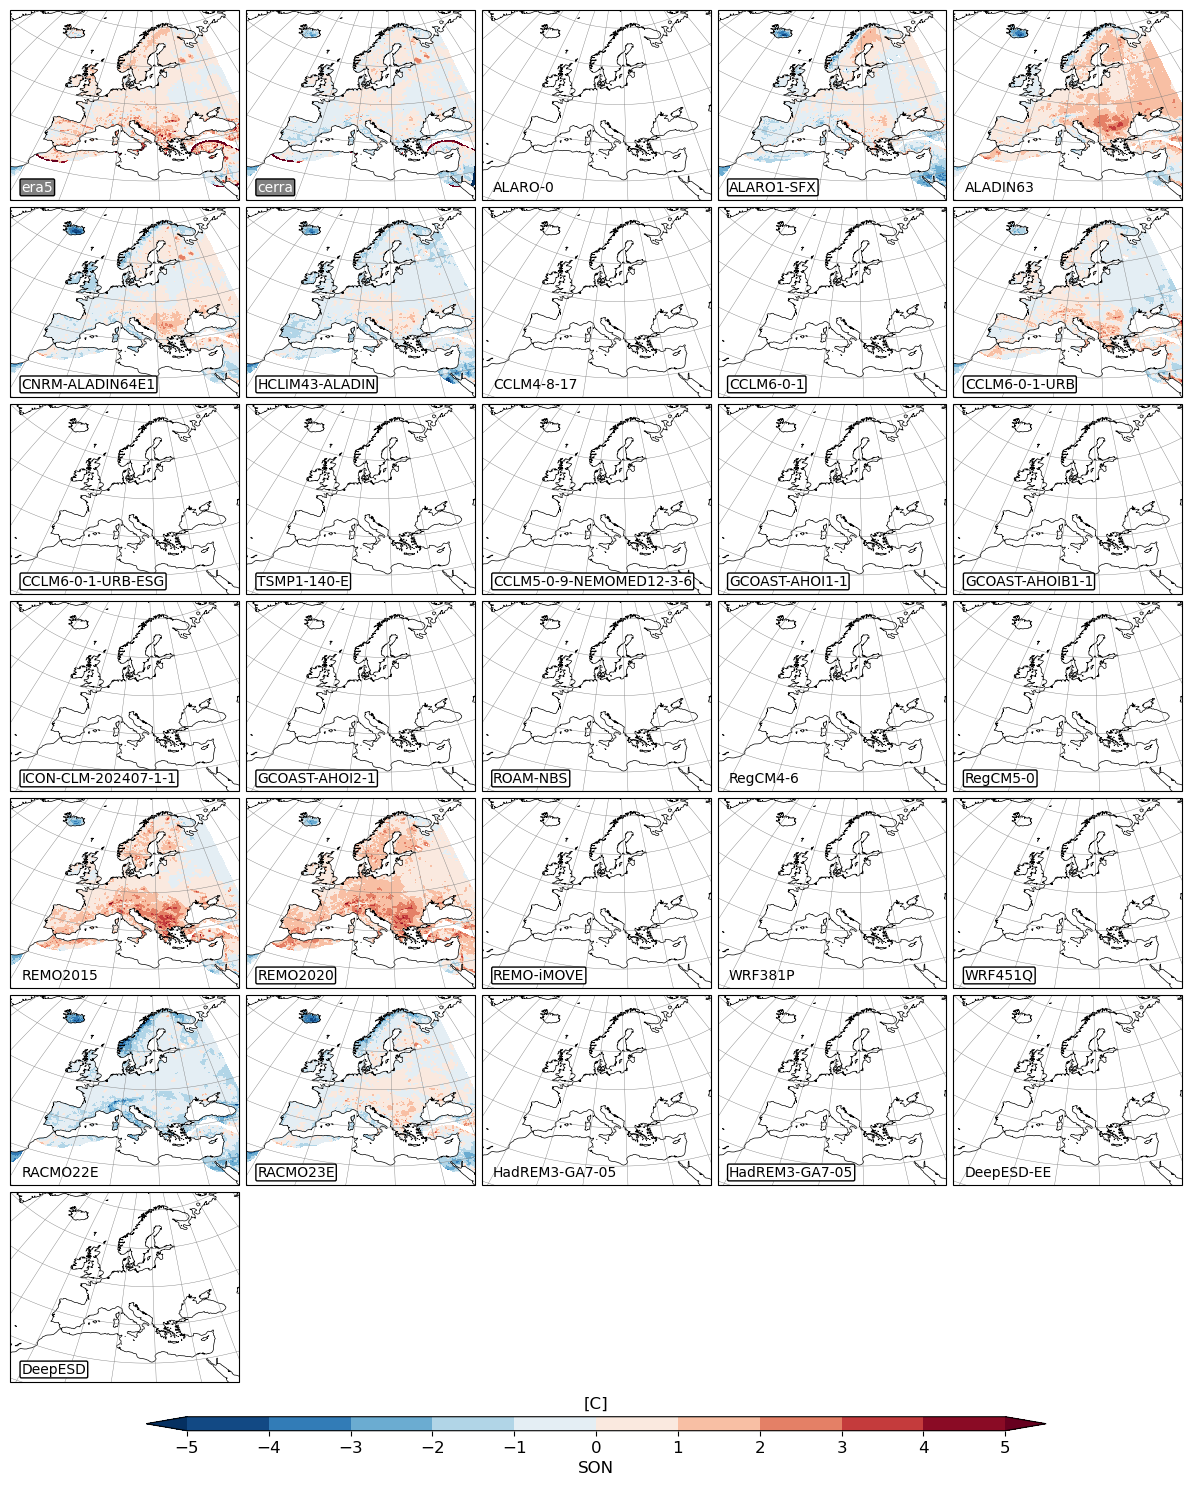 era5
cerra
ALARO-0
ALARO1-SFX
ALADIN63
CNRM-ALADIN64E1
HCLIM43-ALADIN
CCLM4-8-17
CCLM6-0-1
CCLM6-0-1-URB
CCLM6-0-1-URB-ESG
TSMP1-140-E
CCLM5-0-9-NEMOMED12-3-6
GCOAST-AHOI1-1
GCOAST-AHOIB1-1
ICON-CLM-202407-1-1
GCOAST-AHOI2-1
ROAM-NBS
RegCM4-6
RegCM5-0
REMO2015
REMO2020
REMO-iMOVE
WRF381P
WRF451Q
RACMO22E
RACMO23E
HadREM3-GA7-05
HadREM3-GA7-05
DeepESD-EE
DeepESD
[C]
−5 −4 −3 −2 −1 0 1 2 3 4 5
SON